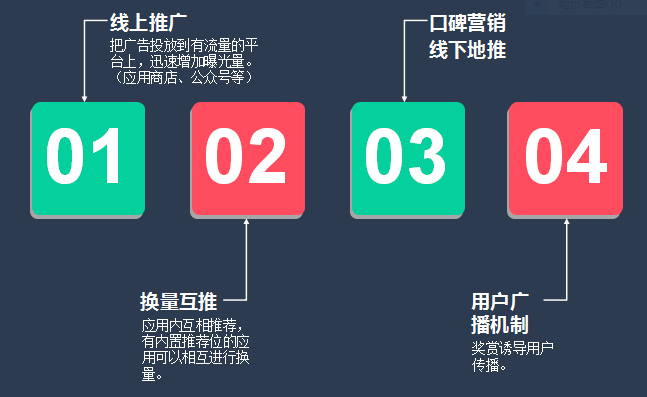 线上推广
把广告投放到有流量的平
台上，迅速增加曝光量。
（应用商店、公众号等）
01
换量互推
应用内互相推荐，
有内置推荐位的应
用可以相互进行换
量。
02
口碑营销
线下地推
03
用户广
播机制
奖赏诱导用户
传播。
04